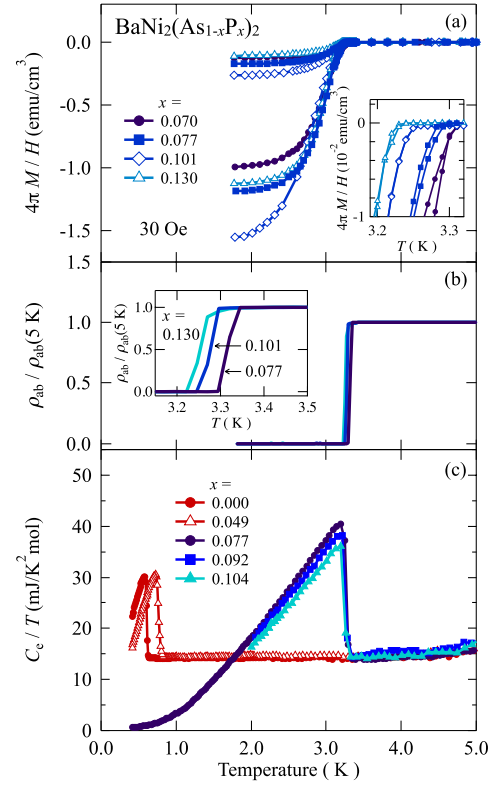 BaNi₂(As₁₋ₓPₓ)₂
(a)
0.0
-0.5
-1.0
-1.5
4π M / H (emu/cm³)
x =
0.070
0.077
0.101
0.130
30 Oe
4π M / H (10⁻² emu/cm³)
0
-1
3.2
3.3
T ( K )
(b)
1.0
0.5
0.0
ρab / ρab(5 K)
x =
0.130
0.101
0.077
1.0
0.5
0.0
ρab / ρab(5 K)
3.2
3.3
3.4
3.5
T ( K )
(c)
50
40
30
20
10
0
Cₑ / T (mJ/K² mol)
x =
0.000
0.049
0.077
0.092
0.104
0.0
1.0
2.0
3.0
4.0
5.0
Temperature ( K )